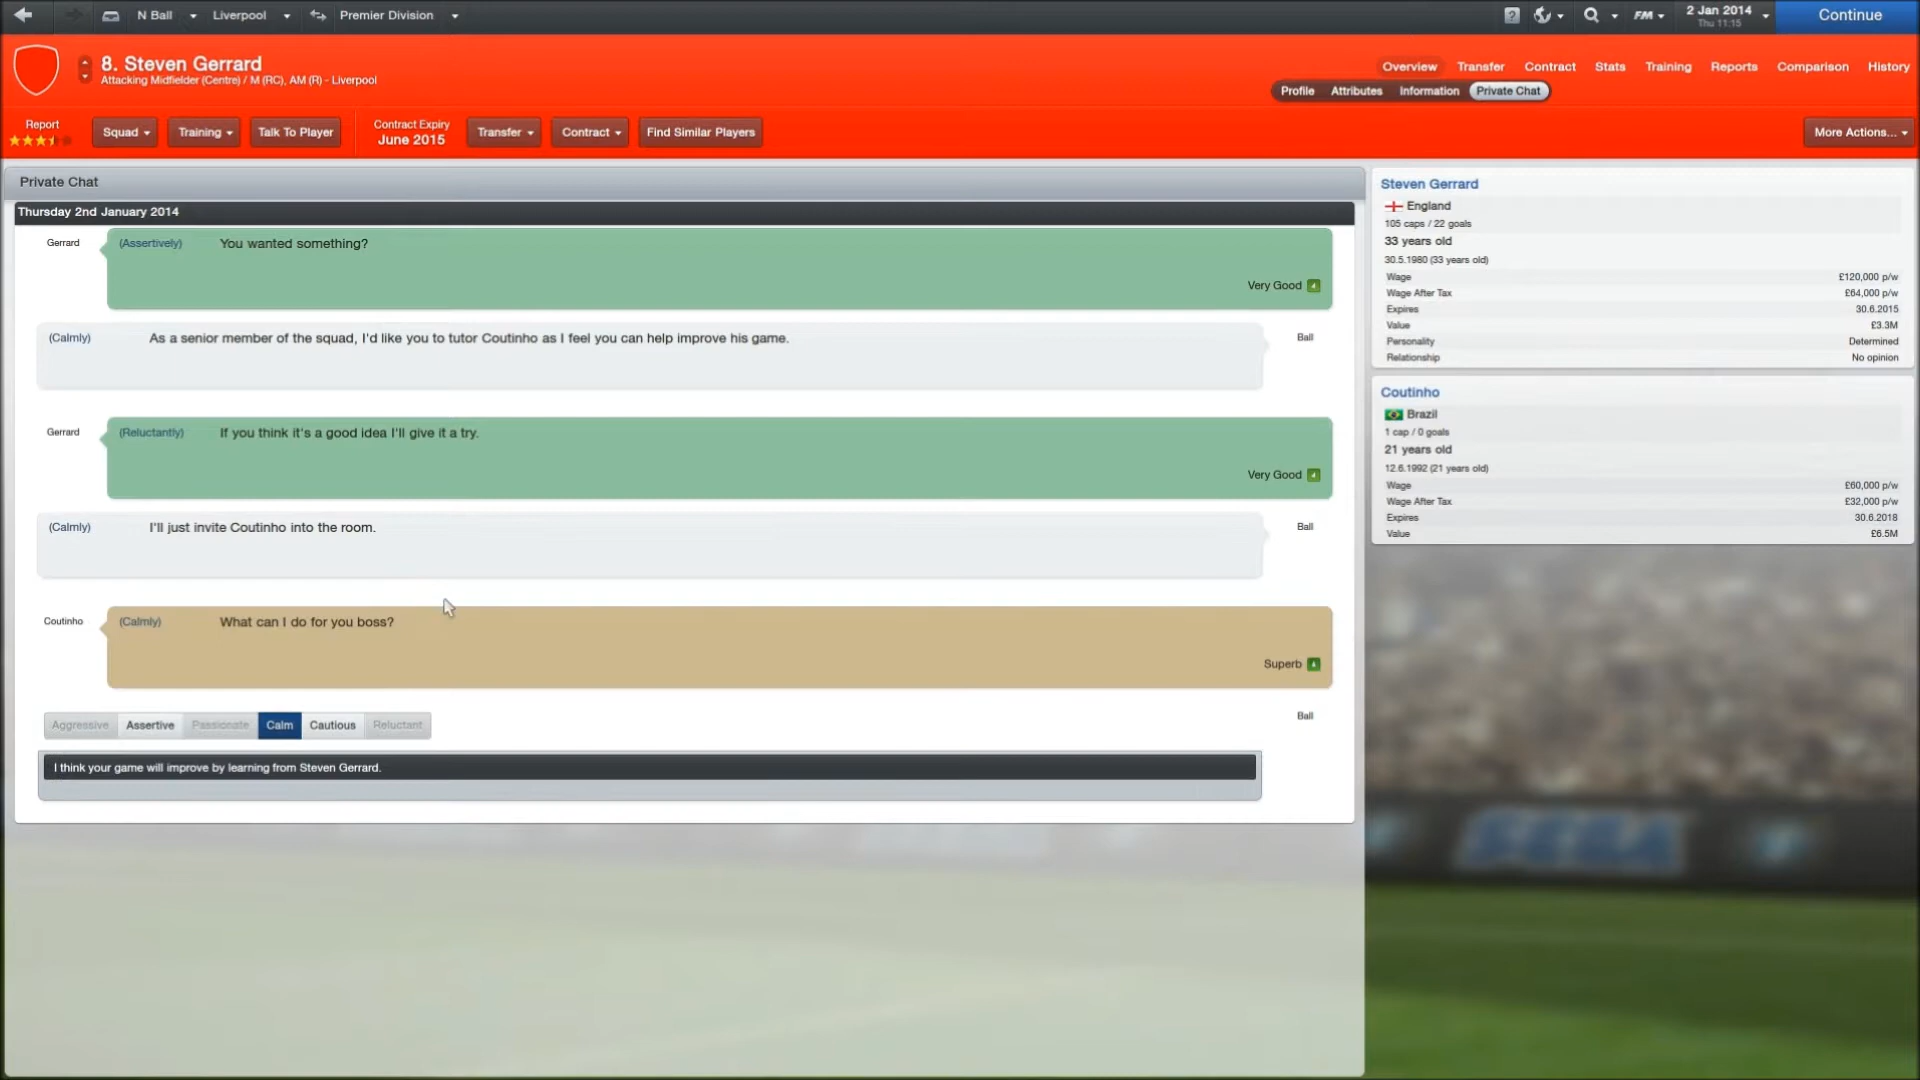 N Ball Liverpool Premier Division
FM 2 Jan 2014 Continue
Thu 11:15
8. Steven Gerrard
Attacking Midfielder (Centre) / M (RC), AM (R) - Liverpool
Overview Transfer Contract Stats Training Reports Comparison History
Profile Attributes Information Private Chat
Report
Squad Training Talk To Player
Contract Expiry
June 2015
Transfer Contract Find Similar Players
More Actions...
Private Chat
Thursday 2nd January 2014
Gerrard (Assertively) You wanted something?
Very Good
(Calmly) As a senior member of the squad, I'd like you to tutor Coutinho as I feel you can help improve his game. Ball
Gerrard (Reluctantly) If you think it's a good idea I'll give it a try.
Very Good
(Calmly) I'll just invite Coutinho into the room. Ball
Coutinho (Calmly) What can I do for you boss?
Superb
Ball
Aggressive Assertive Passionate Calm Cautious Reluctant
I think your game will improve by learning from Steven Gerrard.
Steven Gerrard
England
105 caps / 22 goals
33 years old
30.5.1980 (33 years old)
Wage £120,000 p/w
Wage After Tax £64,000 p/w
Expires 30.6.2015
Value £3.3M
Personality Determined
Relationship No opinion
Coutinho
Brazil
1 cap / 0 goals
21 years old
12.6.1992 (21 years old)
Wage £60,000 p/w
Wage After Tax £32,000 p/w
Expires 30.6.2018
Value £6.5M
SEGA